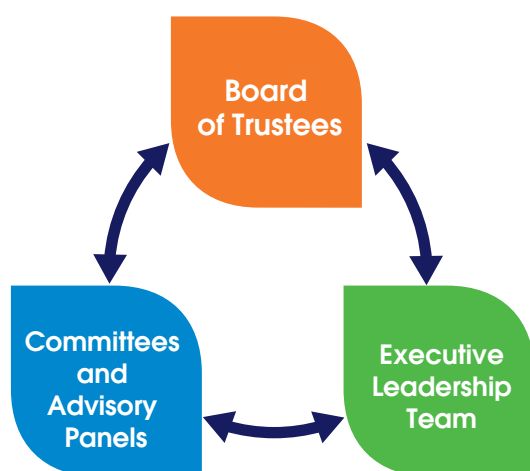 Board
of Trustees
Committees
and
Advisory
Panels
Executive
Leadership
Team